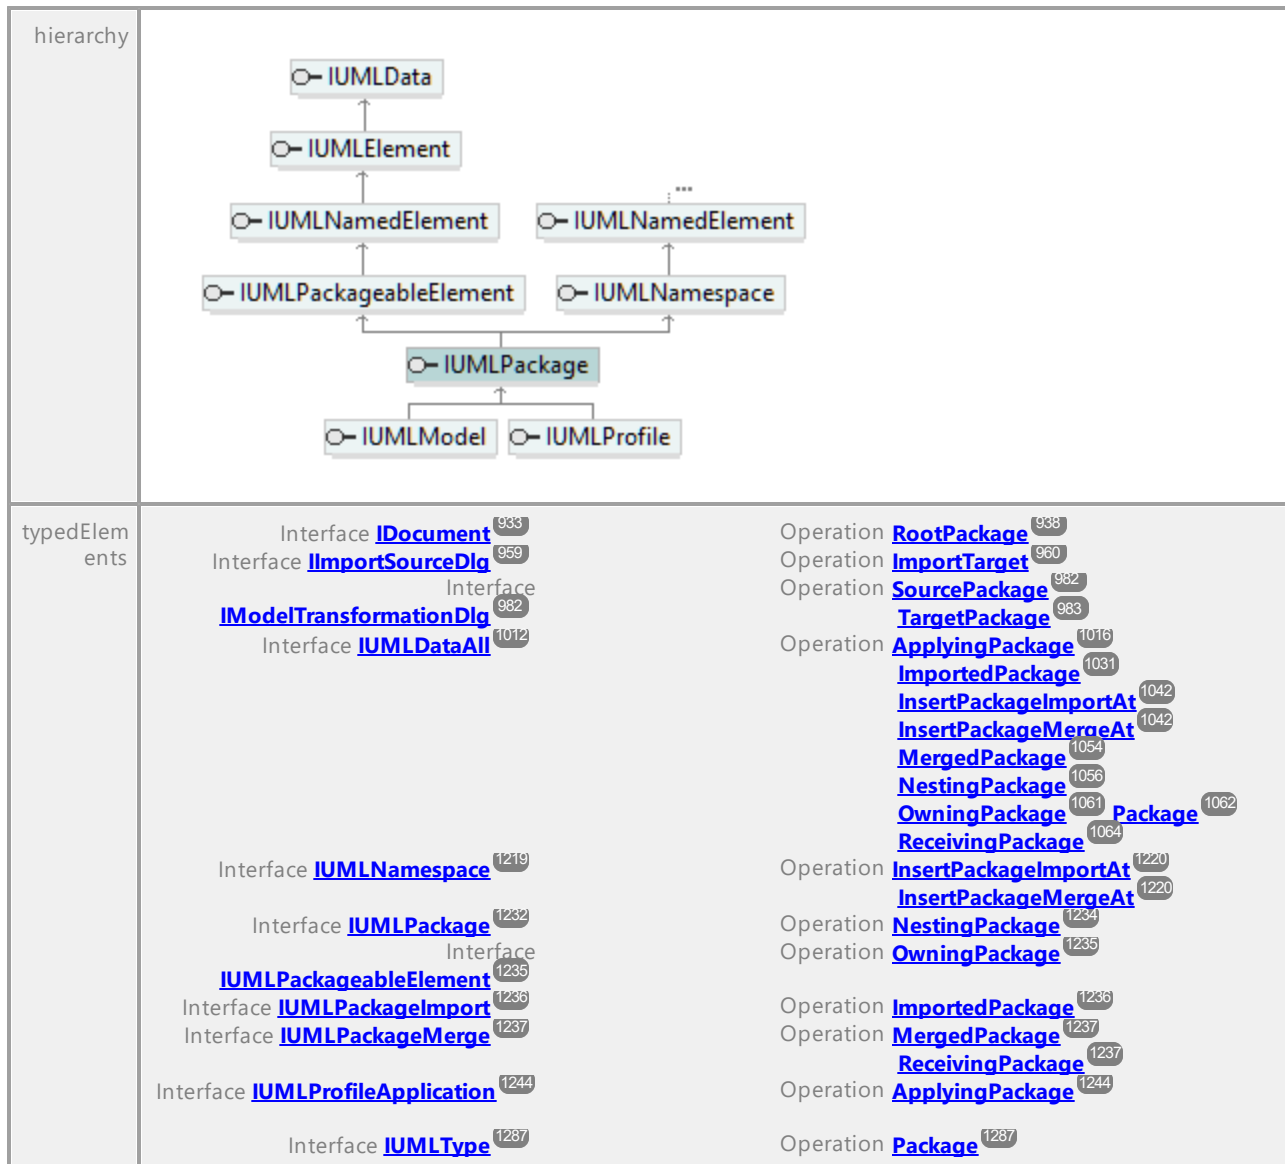 hierarchy
IUMLData
IUMLElement
...
IUMLNamedElement IUMLNamedElement
IUMLPackageableElement IUMLNamespace
IUMLPackage
IUMLModel IUMLProfile
typedElem
ents
Interface IDocument 933 Operation RootPackage 938
Interface IImportSourceDlg 959 Operation ImportTarget 960
Interface Operation SourcePackage 982
IModelTransformationDlg 982 TargetPackage 983
Interface IUMLDataAll 1012 Operation ApplyingPackage 1016
ImportedPackage 1031
InsertPackageImportAt 1042
InsertPackageMergeAt 1042
MergedPackage 1054
NestingPackage 1056
OwningPackage 1061 Package 1062
ReceivingPackage 1064
Interface IUMLNamespace 1219 Operation InsertPackageImportAt 1220
InsertPackageMergeAt 1220
Interface IUMLPackage 1232 Operation NestingPackage 1234
Interface Operation OwningPackage 1235
IUMLPackageableElement 1235
Interface IUMLPackageImport 1236 Operation ImportedPackage 1236
Interface IUMLPackageMerge 1237 Operation MergedPackage 1237
ReceivingPackage 1237
Interface IUMLProfileApplication 1244 Operation ApplyingPackage 1244
Interface IUMLType 1287 Operation Package 1287